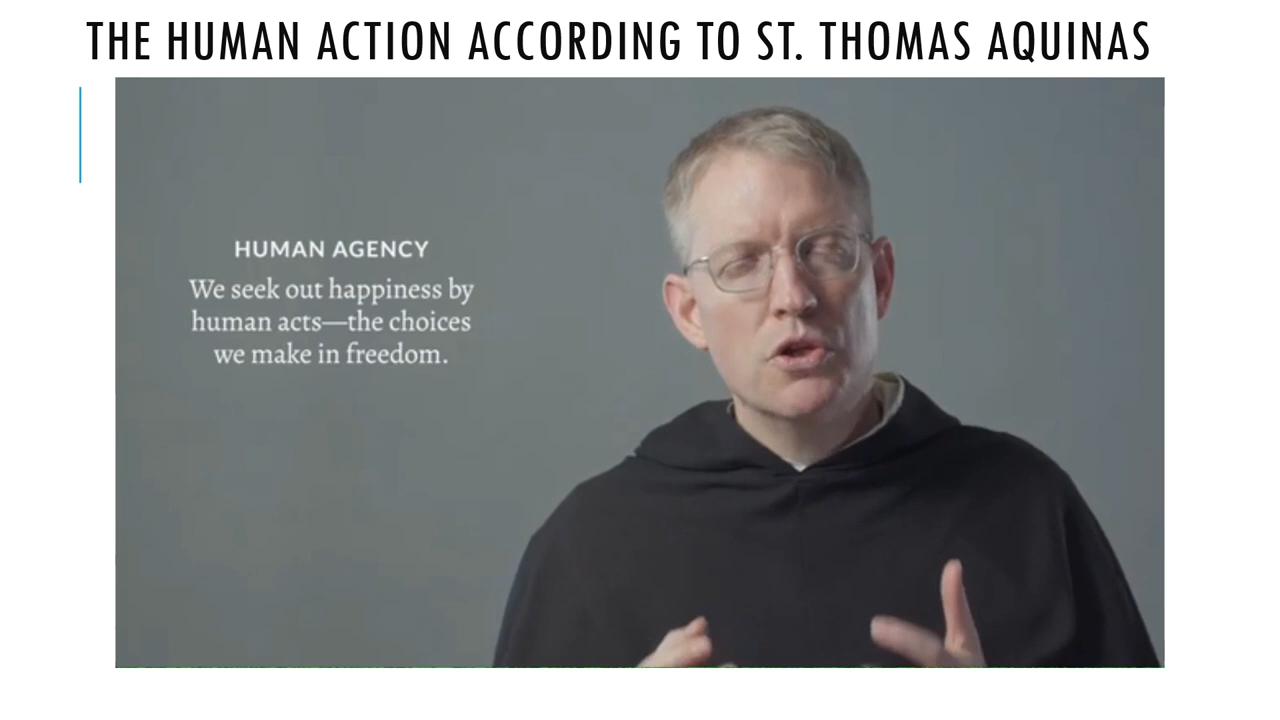 THE HUMAN ACTION ACCORDING TO ST. THOMAS AQUINAS
HUMAN AGENCY
We seek out happiness by
human acts—the choices
we make in freedom.